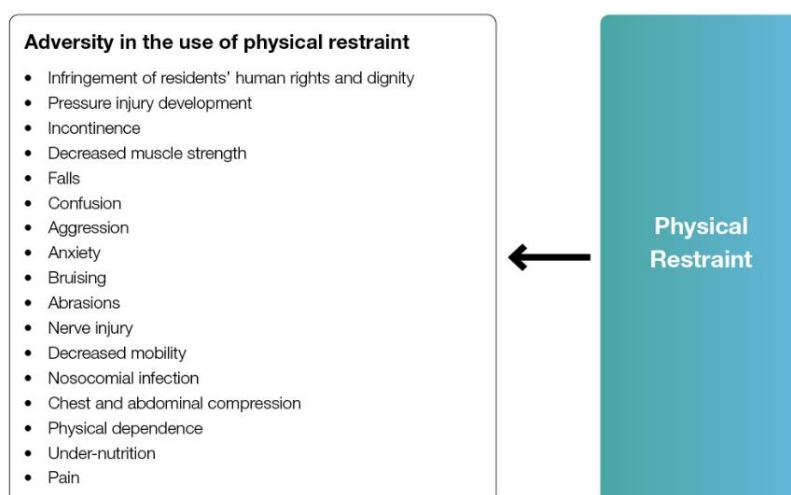 Adversity in the use of physical restraint
• Infringement of residents' human rights and dignity
• Pressure injury development
• Incontinence
• Decreased muscle strength
• Falls
• Confusion
• Aggression
• Anxiety
• Bruising
• Abrasions
• Nerve injury
• Decreased mobility
• Nosocomial infection
• Chest and abdominal compression
• Physical dependence
• Under-nutrition
• Pain
Physical
Restraint